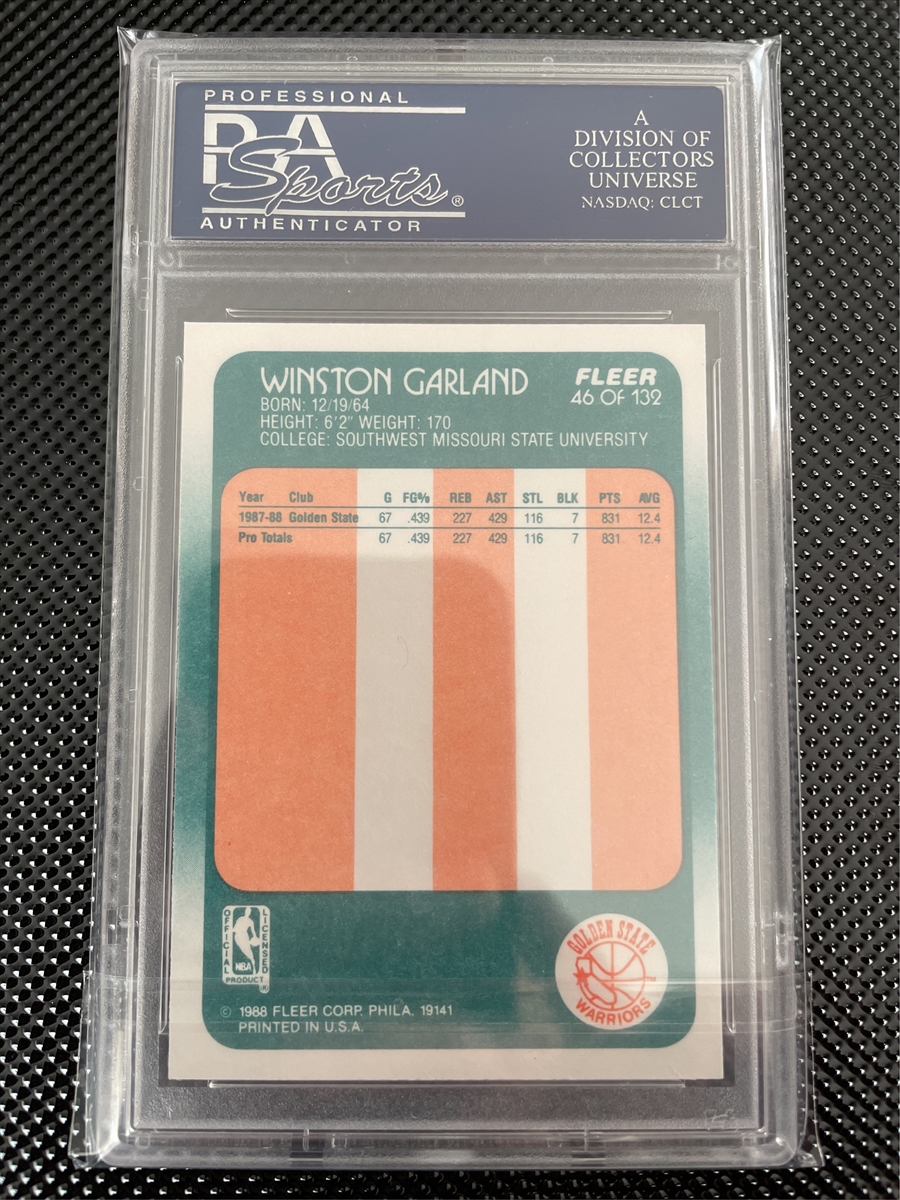 PROFESSIONAL
PSA
Sports®
AUTHENTICATOR
A
DIVISION OF
COLLECTORS
UNIVERSE
NASDAQ: CLCT
WINSTON GARLAND
FLEER
46 OF 132
BORN: 12/19/64
HEIGHT: 6'2" WEIGHT: 170
COLLEGE: SOUTHWEST MISSOURI STATE UNIVERSITY
Year Club G FG% REB AST STL BLK PTS AVG
1987-88 Golden State 67 .439 227 429 116 7 831 12.4
Pro Totals 67 .439 227 429 116 7 831 12.4
OFFICIAL
LICENSED
NBA
PRODUCT
GOLDEN STATE
WARRIORS
© 1988 FLEER CORP. PHILA. 19141
PRINTED IN U.S.A.